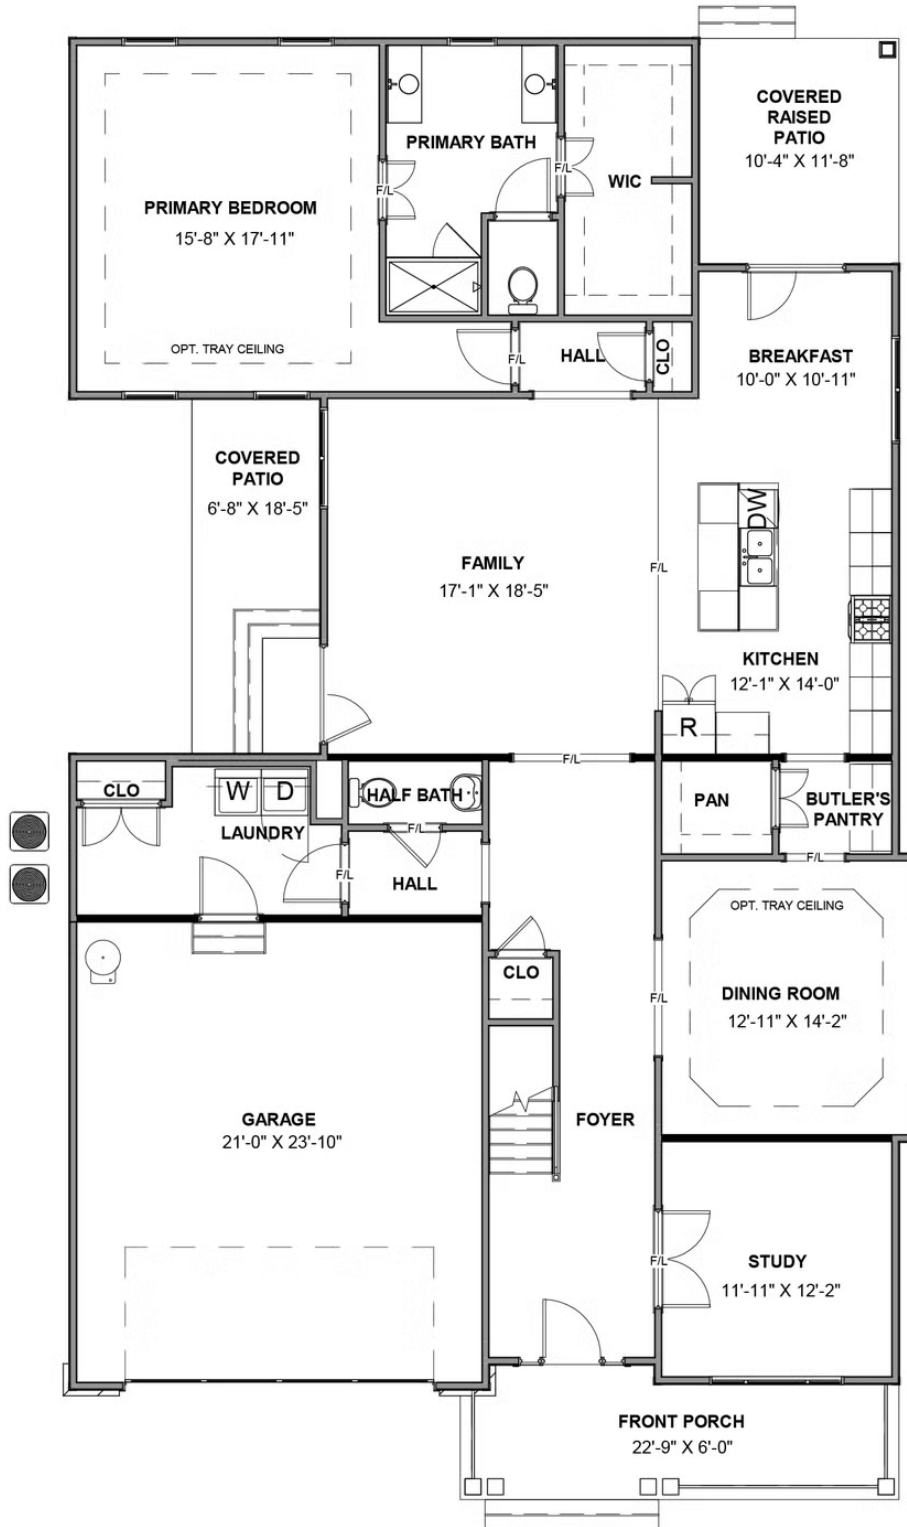 COVERED
RAISED
PATIO
10'-4" X 11'-8"
PRIMARY BATH
F/L
F/L
WIC
PRIMARY BEDROOM
15'-8" X 17'-11"
OPT. TRAY CEILING
F/L
HALL
CLO
BREAKFAST
10'-0" X 10'-11"
COVERED
PATIO
6'-8" X 18'-5"
DW
FAMILY
17'-1" X 18'-5"
F/L
KITCHEN
12'-1" X 14'-0"
R
F/L
CLO
W
D
HALF BATH
PAN
BUTLER'S
PANTRY
LAUNDRY
F/L
F/L
F/L
HALL
OPT. TRAY CEILING
CLO
DINING ROOM
12'-11" X 14'-2"
F/L
GARAGE
21'-0" X 23'-10"
FOYER
F/L
STUDY
11'-11" X 12'-2"
FRONT PORCH
22'-9" X 6'-0"